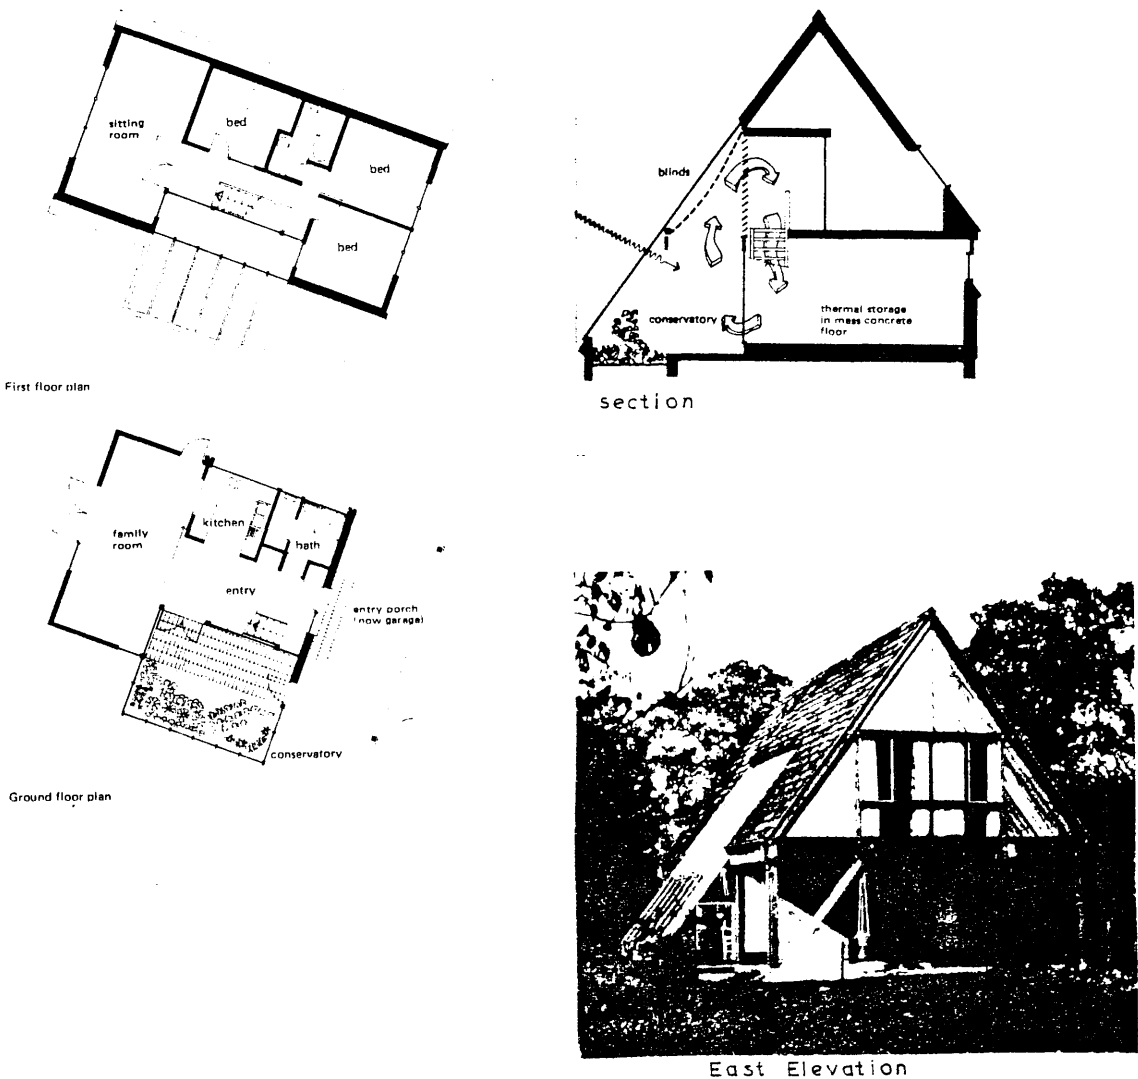 sitting
room
bed
bed
bed
First floor plan
family
room
kitchen
bath
entry
entry porch
(now garage)
conservatory
Ground floor plan
blinds
conservatory
thermal storage
in mass concrete
floor
section
East Elevation